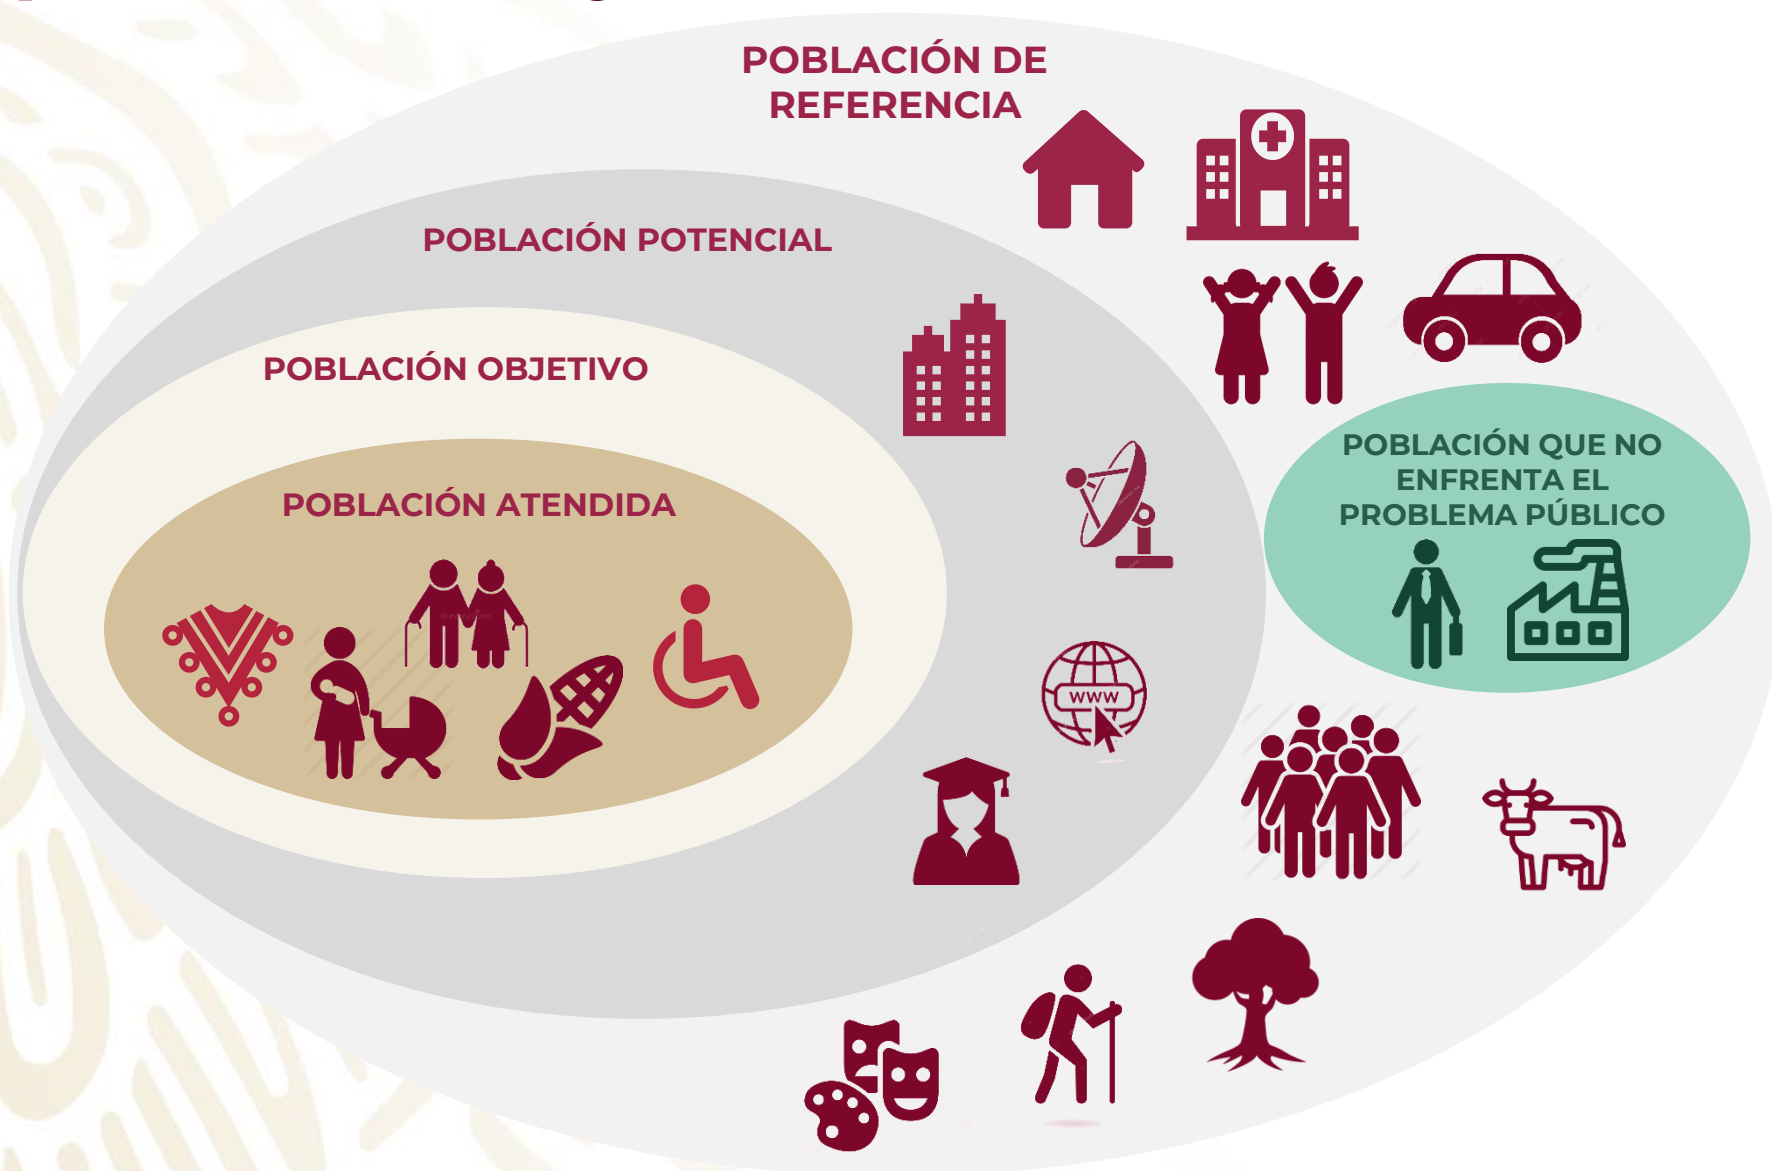 POBLACIÓN DE
REFERENCIA
POBLACIÓN POTENCIAL
POBLACIÓN OBJETIVO
POBLACIÓN ATENDIDA
POBLACIÓN QUE NO
ENFRENTA EL
PROBLEMA PÚBLICO
WWW